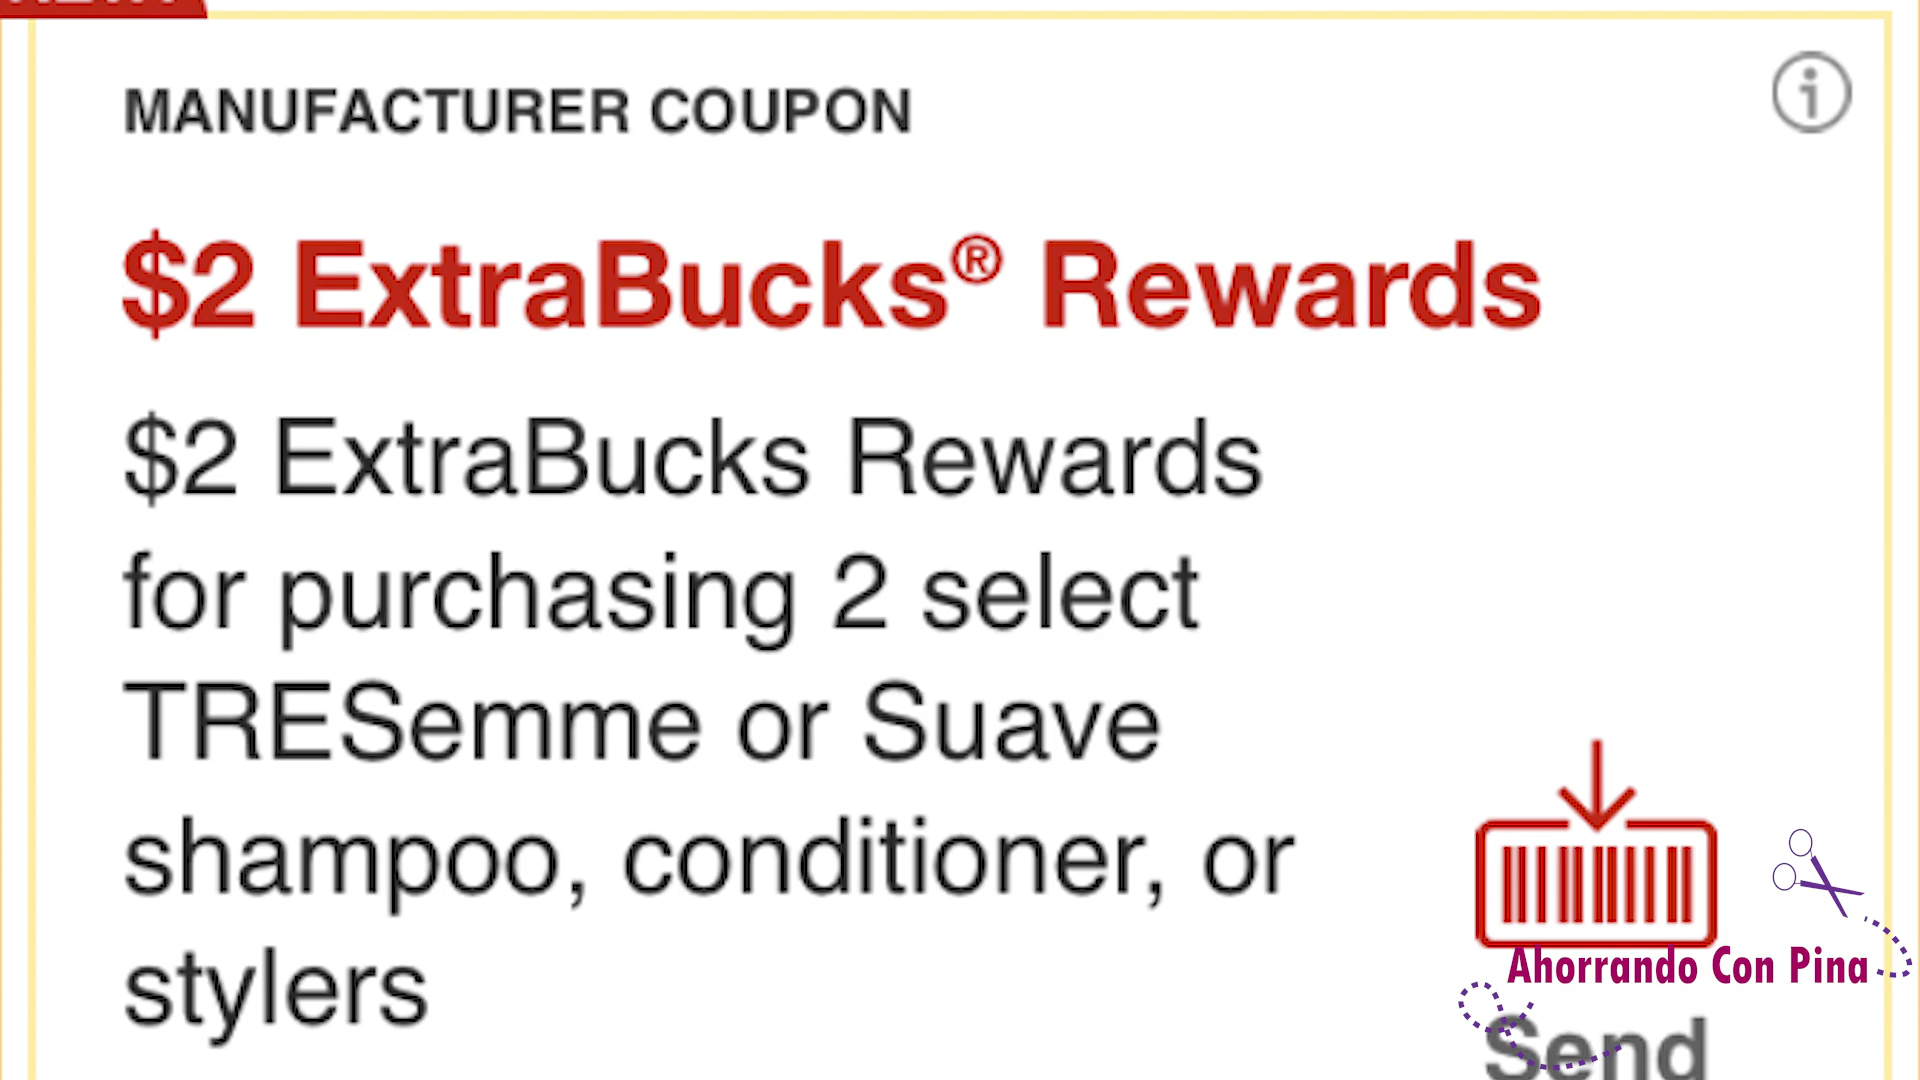 MANUFACTURER COUPON
$2 ExtraBucks® Rewards
$2 ExtraBucks Rewards
for purchasing 2 select
TRESemme or Suave
shampoo, conditioner, or
stylers
Ahorrando Con Pina
Send